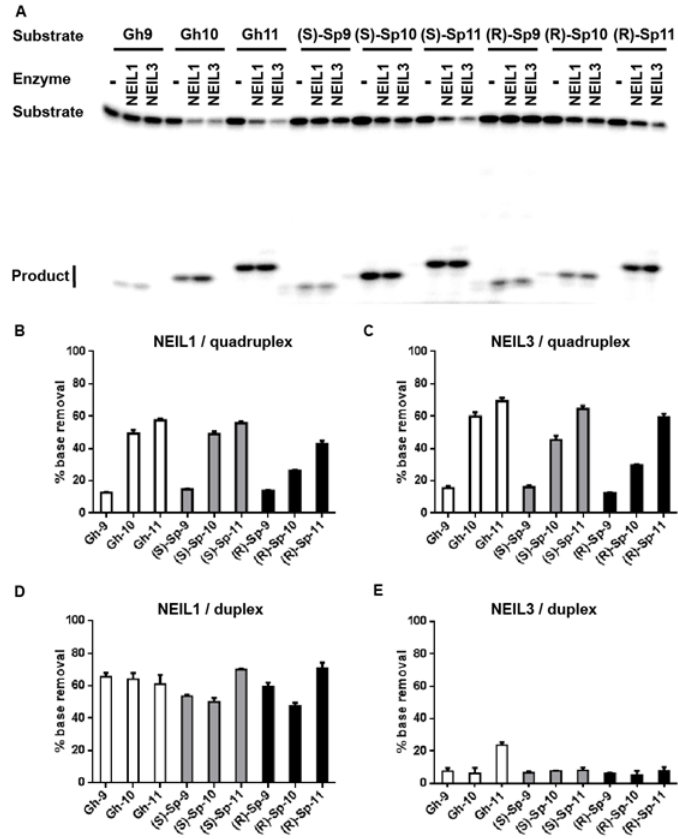 A
Substrate Gh9 Gh10 Gh11 (S)-Sp9 (S)-Sp10 (S)-Sp11 (R)-Sp9 (R)-Sp10 (R)-Sp11
Enzyme - NEIL1 NEIL3 - NEIL1 NEIL3 - NEIL1 NEIL3 - NEIL1 NEIL3 - NEIL1 NEIL3 - NEIL1 NEIL3 - NEIL1 NEIL3 - NEIL1 NEIL3 - NEIL1 NEIL3
Substrate
Product
B
NEIL1 / quadruplex
% base removal
100
80
60
40
20
0
Gh-9 Gh-10 Gh-11 (S)-Sp-9 (S)-Sp-10 (S)-Sp-11 (R)-Sp-9 (R)-Sp-10 (R)-Sp-11
C
NEIL3 / quadruplex
% base removal
100
80
60
40
20
0
Gh-9 Gh-10 Gh-11 (S)-Sp-9 (S)-Sp-10 (S)-Sp-11 (R)-Sp-9 (R)-Sp-10 (R)-Sp-11
D
NEIL1 / duplex
% base removal
100
80
60
40
20
0
Gh-9 Gh-10 Gh-11 (S)-Sp-9 (S)-Sp-10 (S)-Sp-11 (R)-Sp-9 (R)-Sp-10 (R)-Sp-11
E
NEIL3 / duplex
% base removal
100
80
60
40
20
0
Gh-9 Gh-10 Gh-11 (S)-Sp-9 (S)-Sp-10 (S)-Sp-11 (R)-Sp-9 (R)-Sp-10 (R)-Sp-11